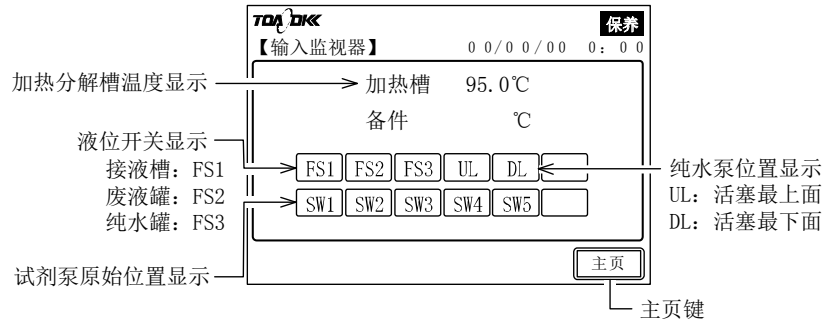 TOA DKK
保养
【输入监视器】 00/00/00 0:00
加热分解槽温度显示
加热槽 95.0℃
备件 ℃
液位开关显示
接液槽：FS1
废液罐：FS2
纯水罐：FS3
FS1 FS2 FS3 UL DL
SW1 SW2 SW3 SW4 SW5
纯水泵位置显示
UL：活塞最上面
DL：活塞最下面
试剂泵原始位置显示
主页
主页键